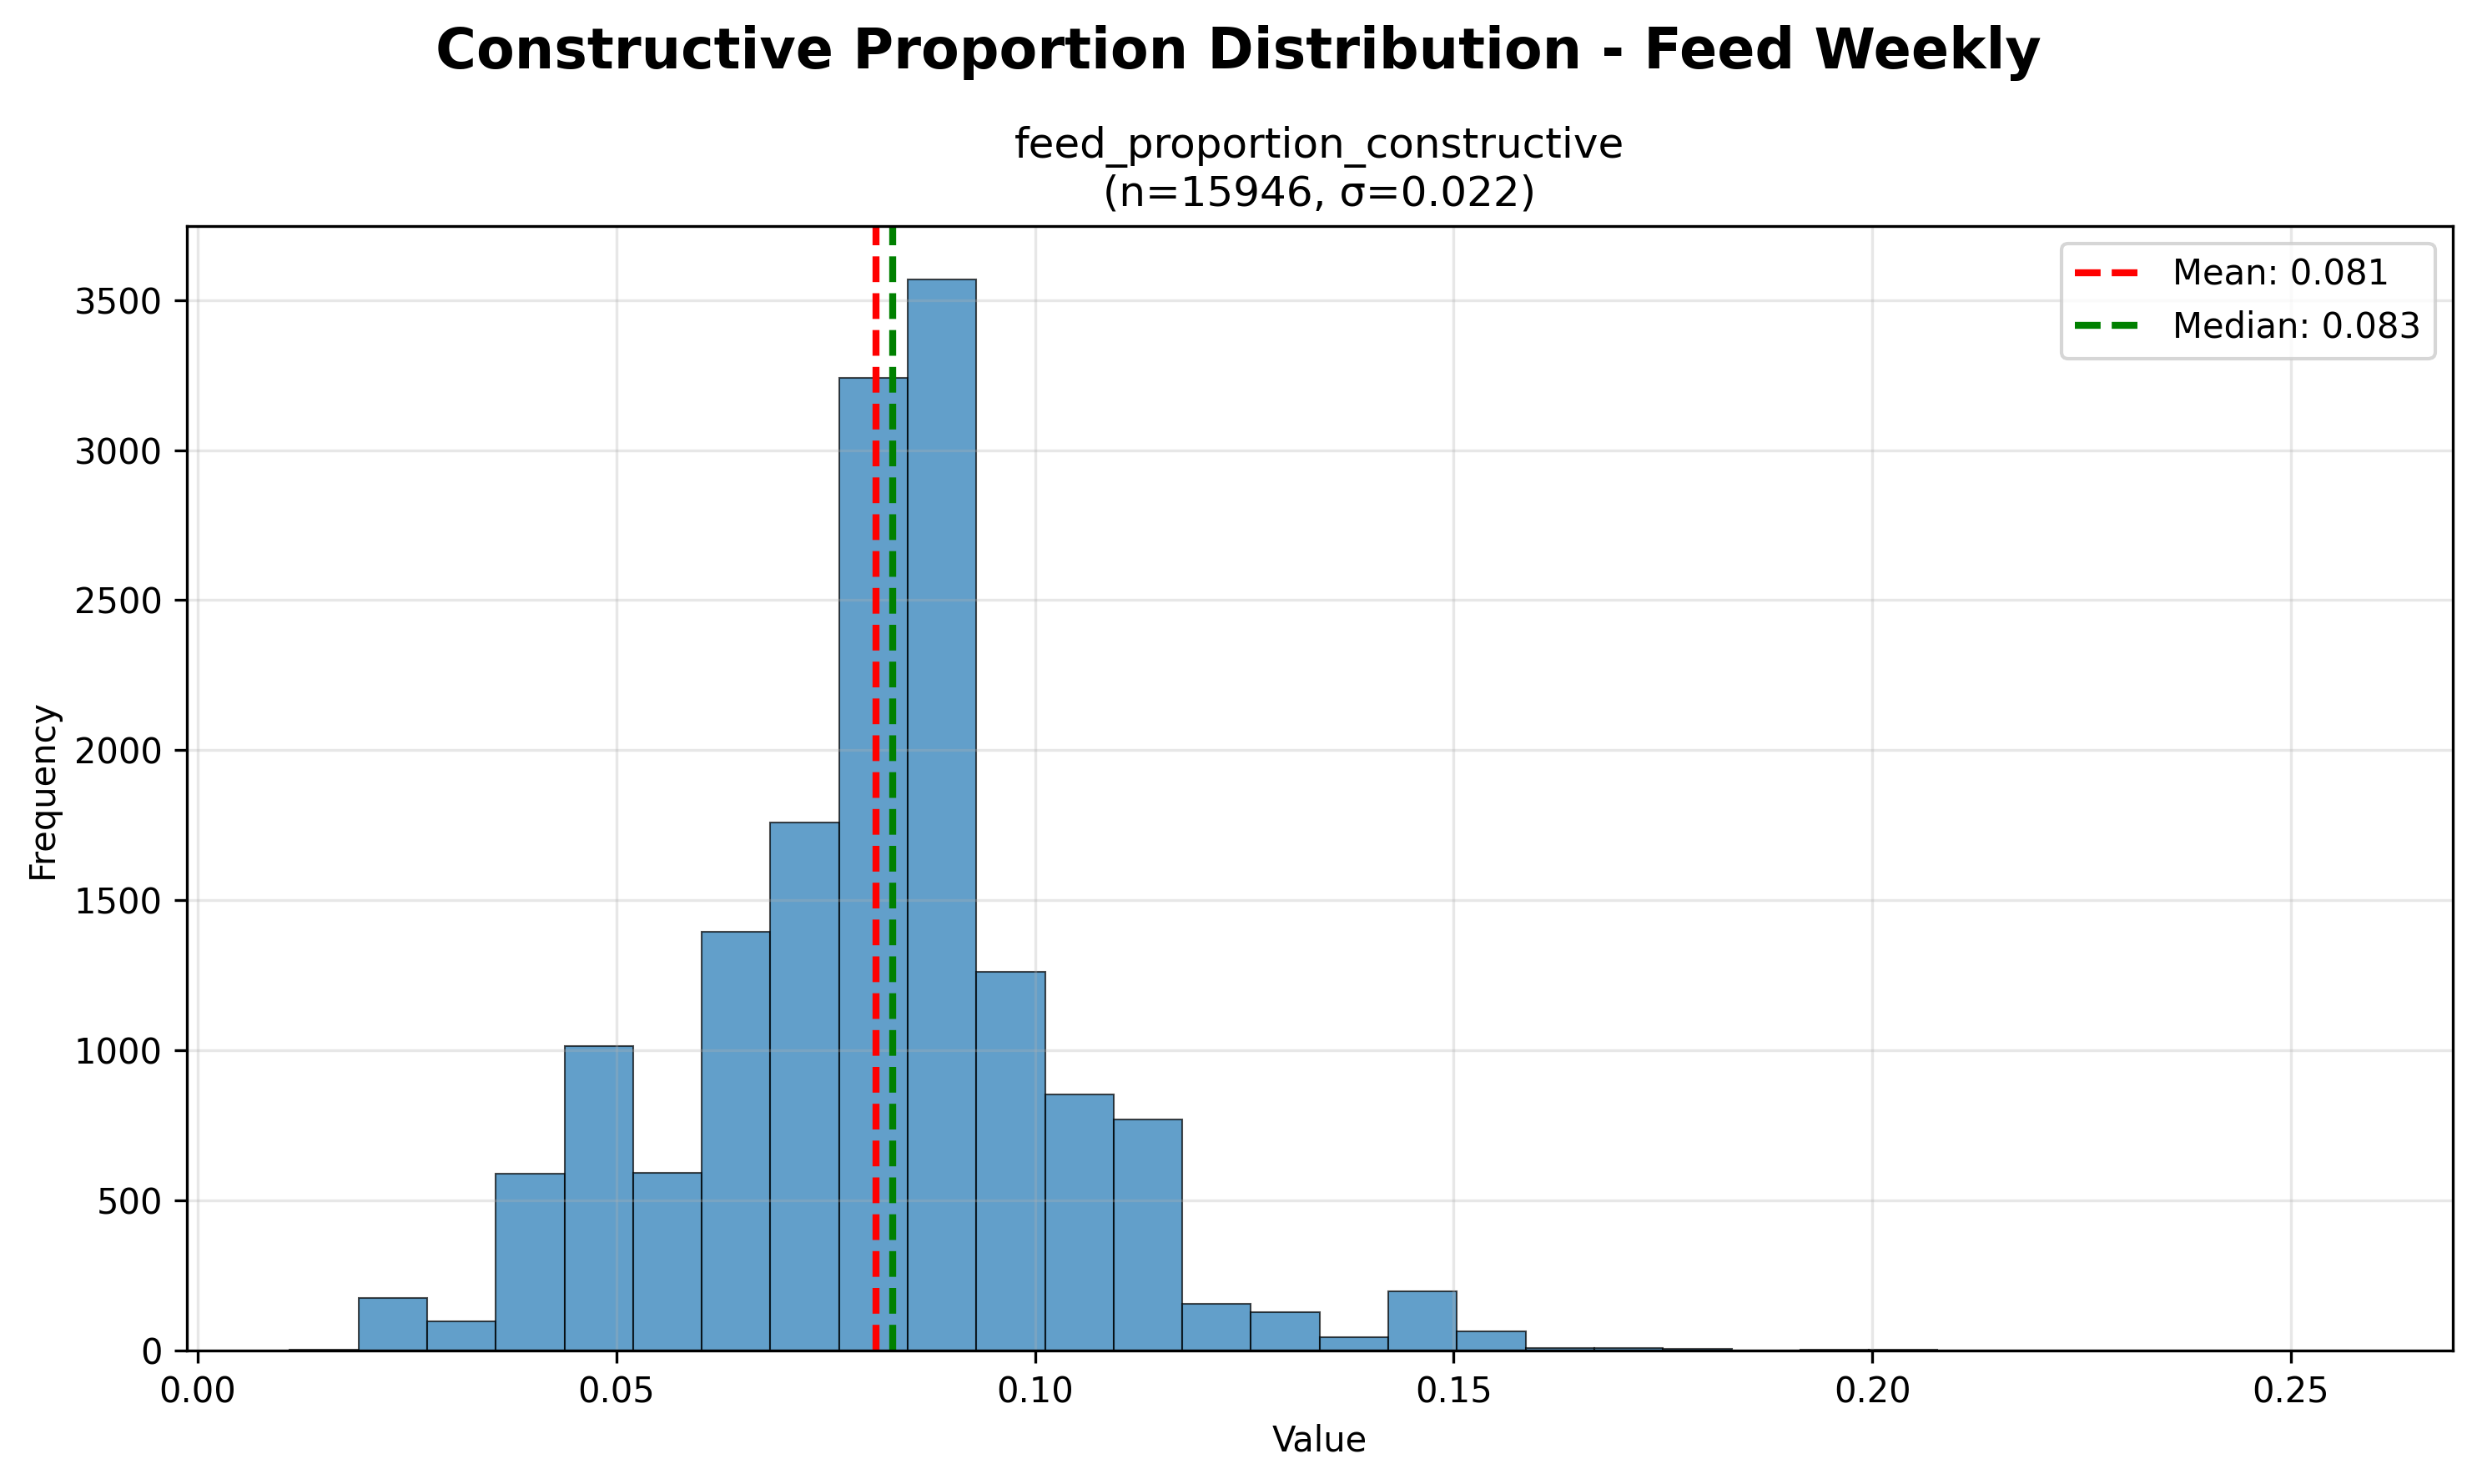 Constructive Proportion Distribution - Feed Weekly
feed_proportion_constructive
(n=15946, σ=0.022)
Mean: 0.081
Median: 0.083
3500
3000
2500
2000
1500
1000
500
0
Frequency
0.00 0.05 0.10 0.15 0.20 0.25
Value